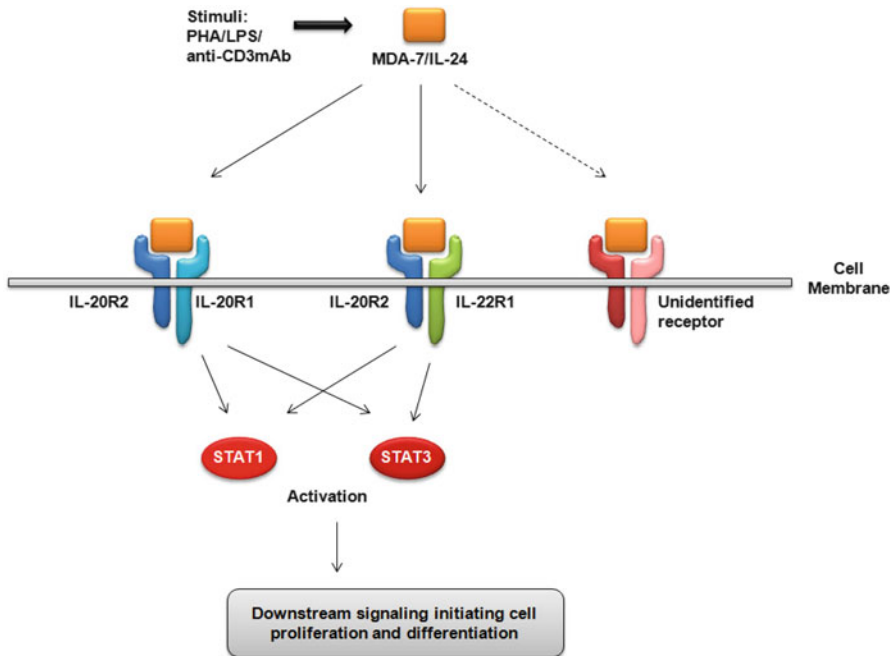 Stimuli:
PHA/LPS/
anti-CD3mAb
MDA-7/IL-24
Cell
Membrane
IL-20R2
IL-20R1
IL-20R2
IL-22R1
Unidentified
receptor
STAT1
STAT3
Activation
Downstream signaling initiating cell
proliferation and differentiation